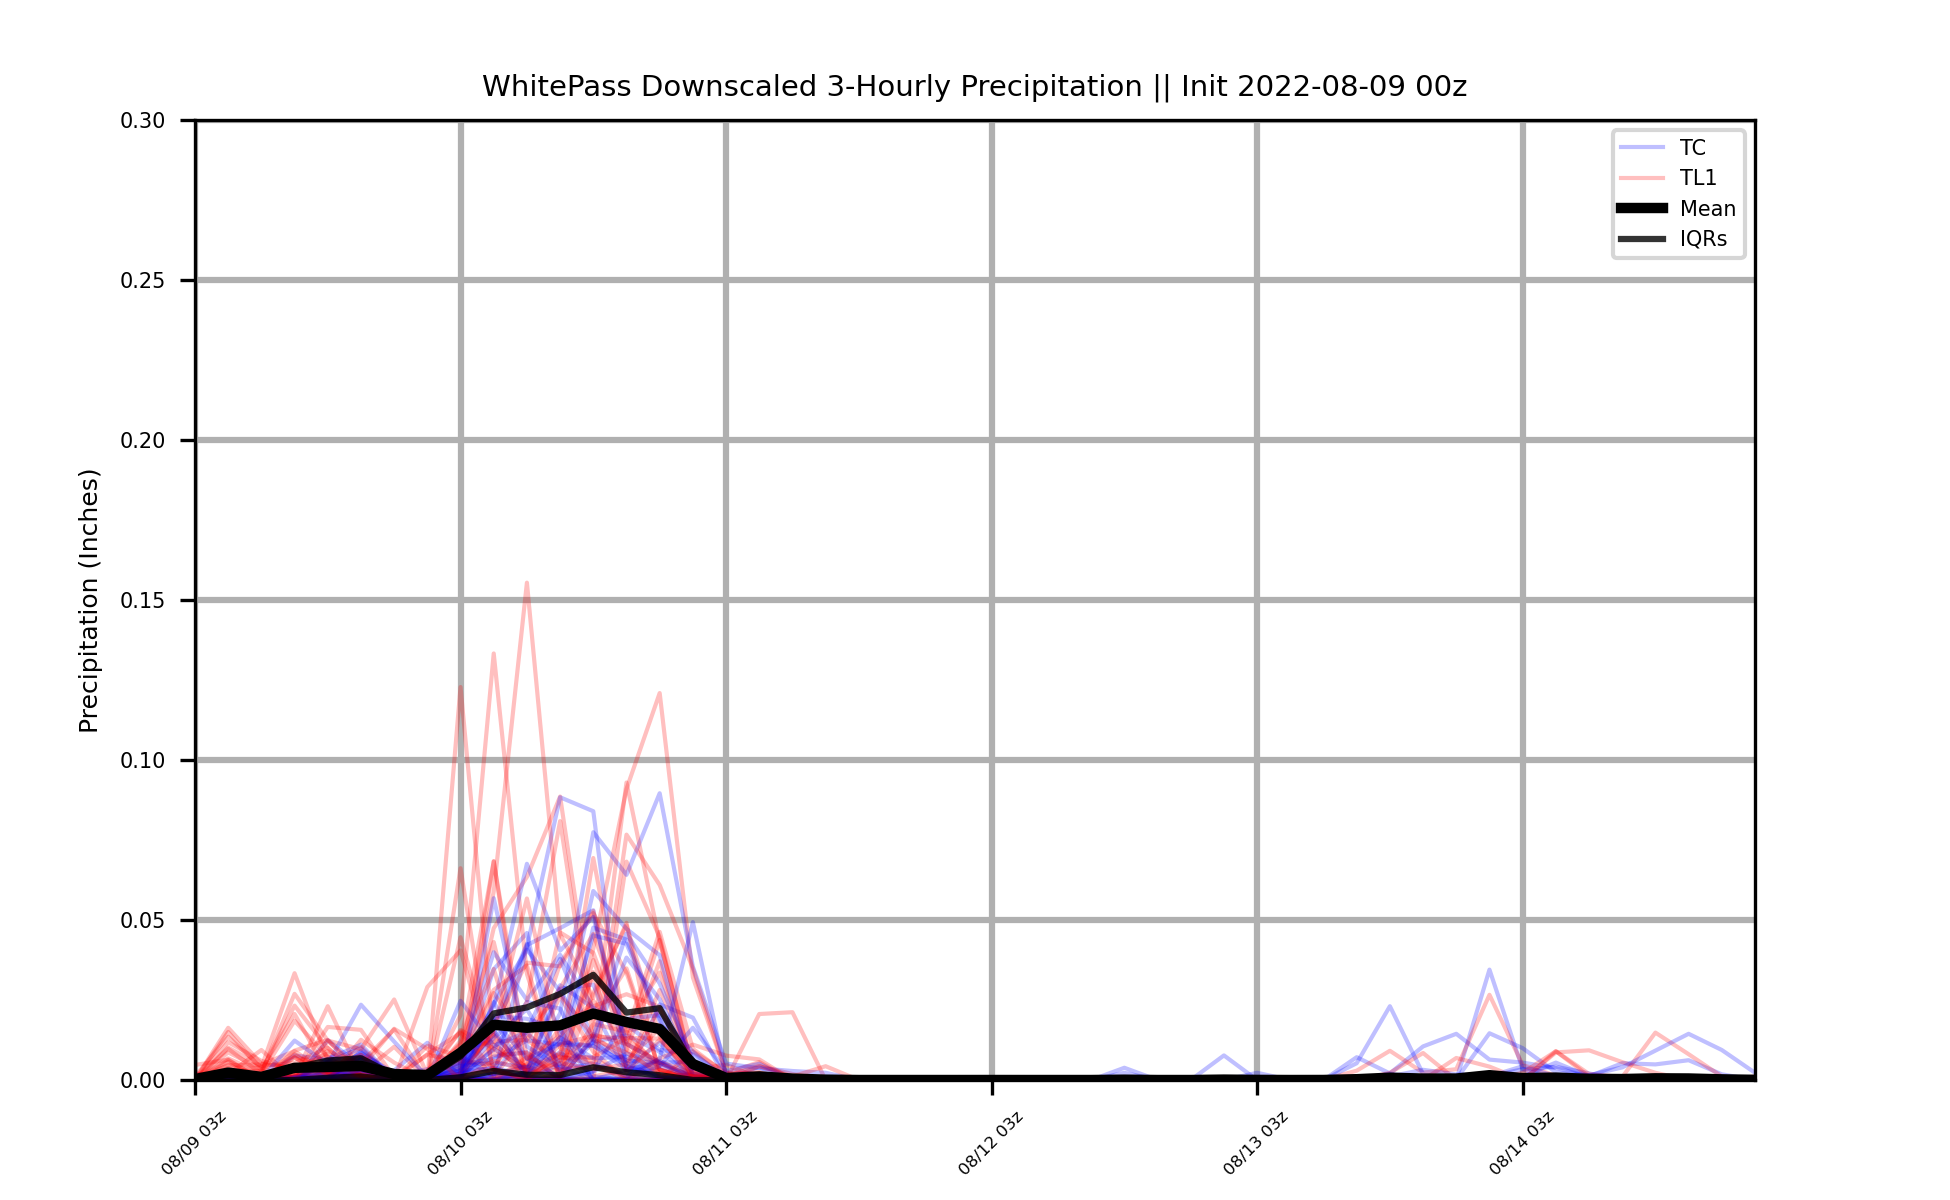 WhitePass Downscaled 3-Hourly Precipitation || Init 2022-08-09 00z
TC
TL1
Mean
IQRs
Precipitation (Inches)
0.30
0.25
0.20
0.15
0.10
0.05
0.00
08/09 03z
08/10 03z
08/11 03z
08/12 03z
08/13 03z
08/14 03z